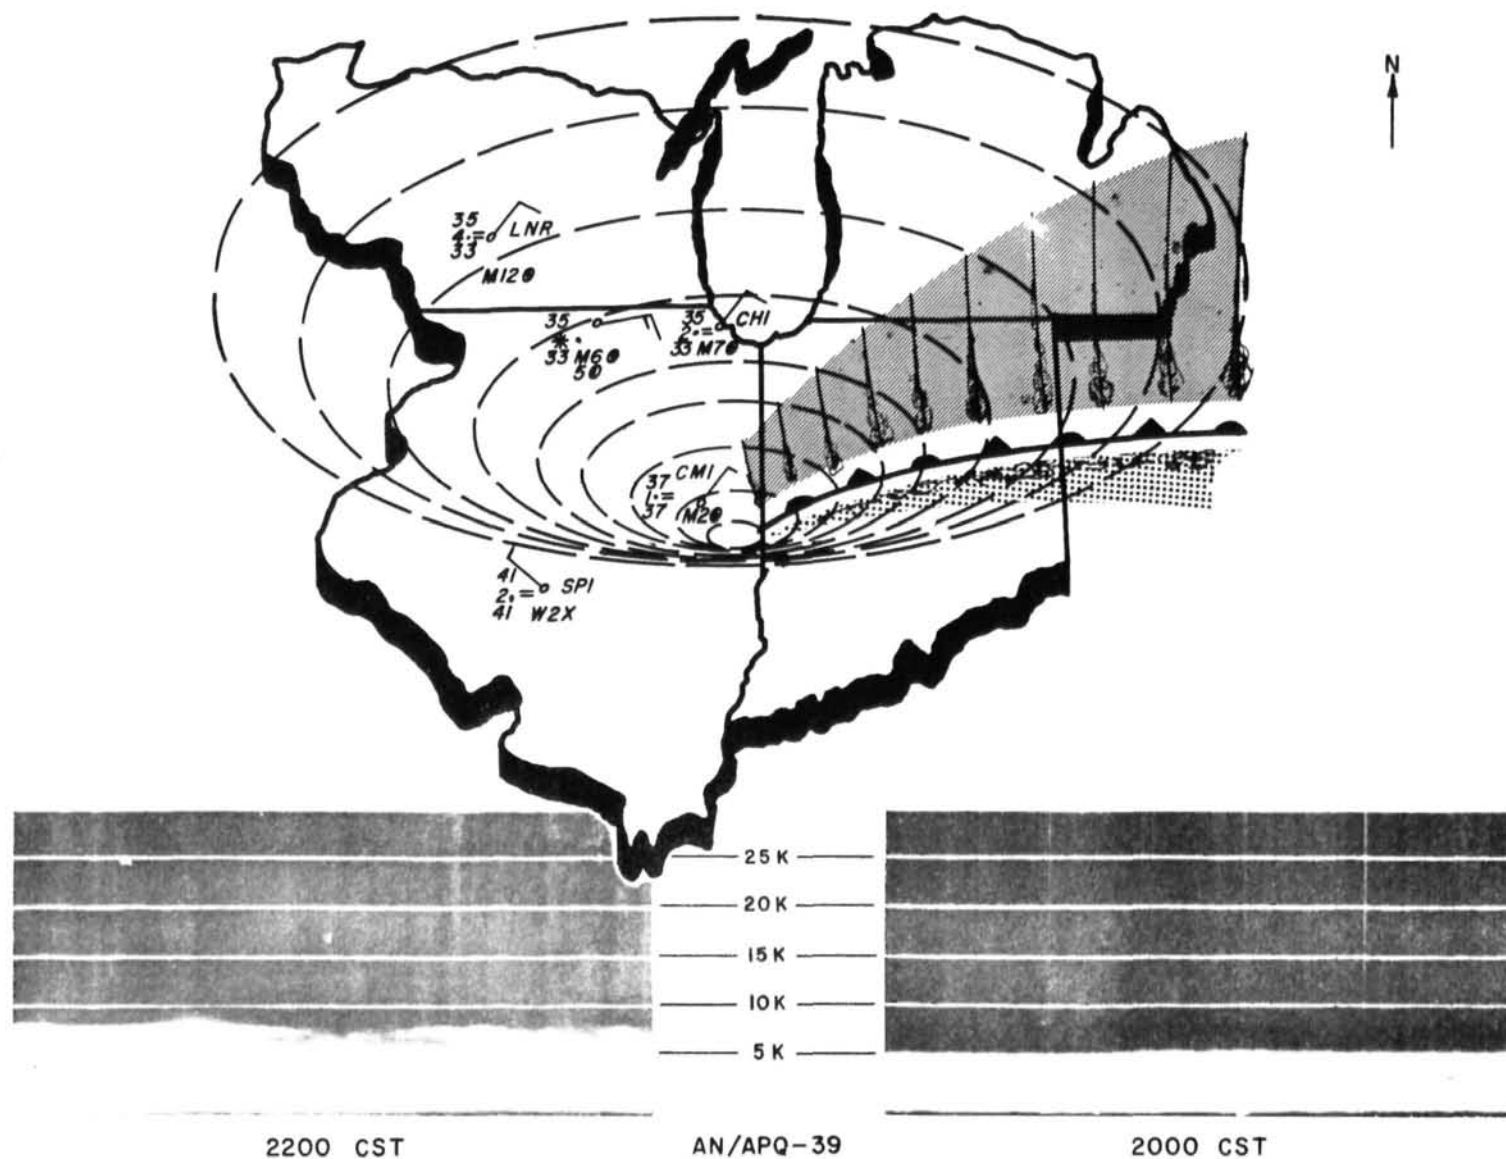 N
35
4·= LNR
33
M12⊕
35
*·
33 M6⊕
5⦶
35
2·= CHI
33 M7⊕
37 CMI
1·=
37 M2⊕
41
2·= SPI
41 W2X
25 K
20 K
15 K
10 K
5 K
2200 CST
AN/APQ-39
2000 CST